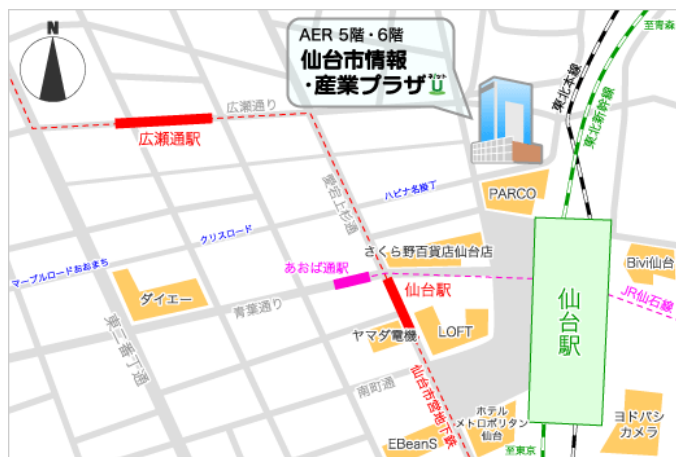 N
AER 5階・6階
仙台市情報
・産業プラザ
ネット
U
至青森
東北本線
東北新幹線
広瀬通り
広瀬通駅
愛宕上杉通
ハピナ名掛丁
PARCO
クリスロード
さくら野百貨店仙台店
マーブルロードおおまち
あおば通駅
Bivi仙台
仙台駅
JR仙石線
ダイエー
青葉通り
仙台駅
ヤマダ電機
LOFT
東二番丁通
南町通
仙台市営地下鉄
ホテル
メトロポリタン
仙台
ヨドバシ
カメラ
EBeanS
至東京